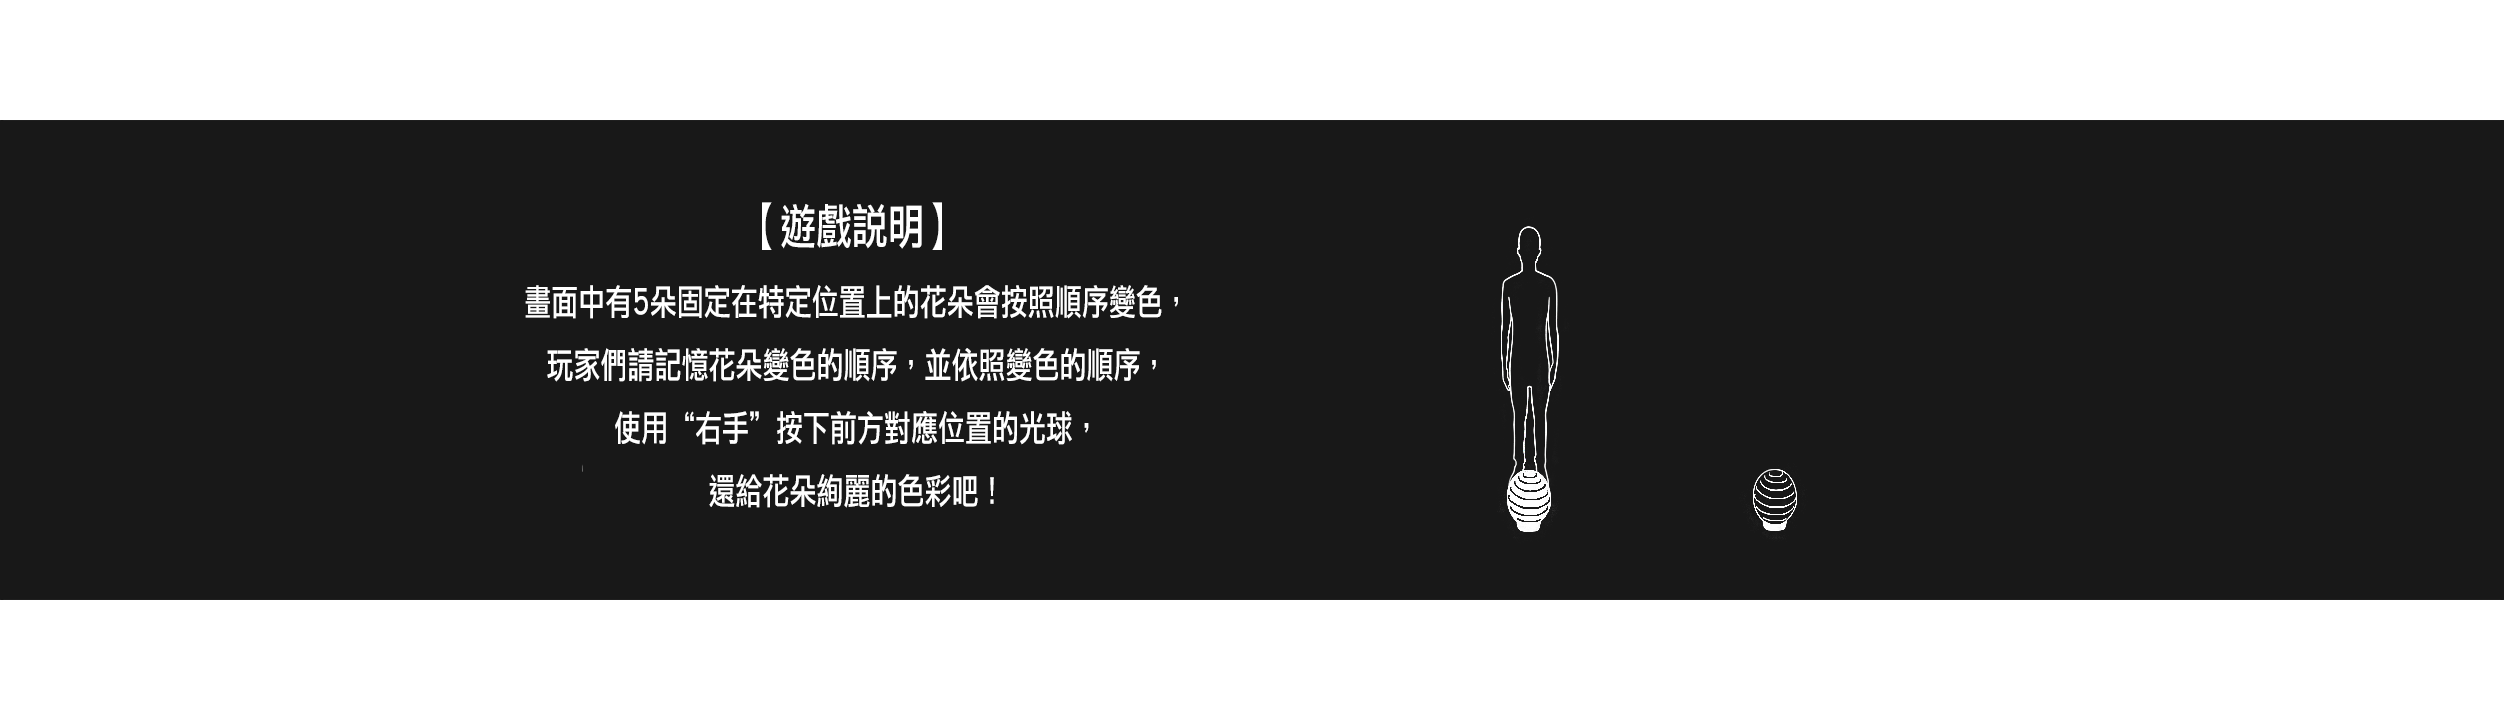 【遊戲說明】
畫面中有5朵固定在特定位置上的花朵會按照順序變色，
玩家們請記憶花朵變色的順序，並依照變色的順序，
使用 “右手” 按下前方對應位置的光球，
還給花朵絢麗的色彩吧！